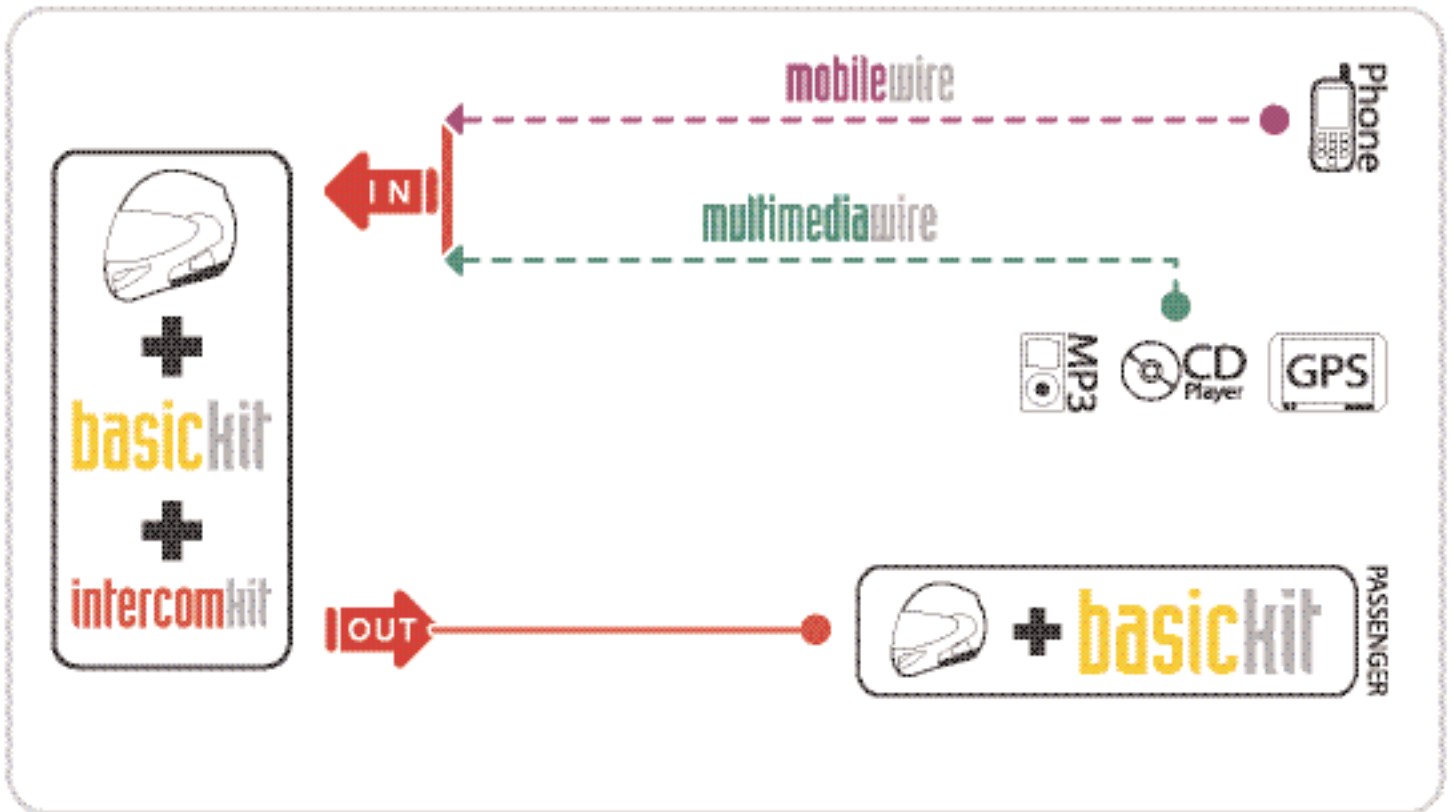 mobilewire
Phone
IN
multimediawire
MP3
CD
Player
GPS
basickit
intercomkit
OUT
basickit
PASSENGER